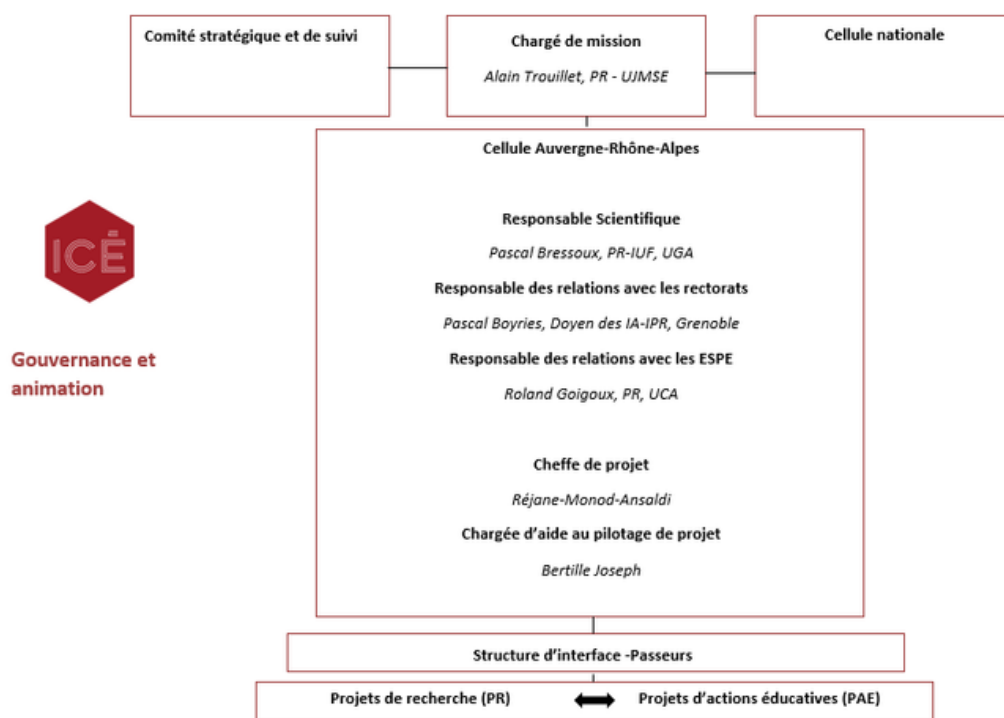 Comité stratégique et de suivi
Chargé de mission
Alain Trouillet, PR - UJMSE
Cellule nationale
Cellule Auvergne-Rhône-Alpes
Responsable Scientifique
Pascal Bressoux, PR-IUF, UGA
Responsable des relations avec les rectorats
Pascal Boyries, Doyen des IA-IPR, Grenoble
Responsable des relations avec les ESPE
Roland Goigoux, PR, UCA
Cheffe de projet
Réjane-Monod-Ansaldi
Chargée d'aide au pilotage de projet
Bertille Joseph
ICÉ
Gouvernance et
animation
Structure d'interface -Passeurs
Projets de recherche (PR)
Projets d'actions éducatives (PAE)